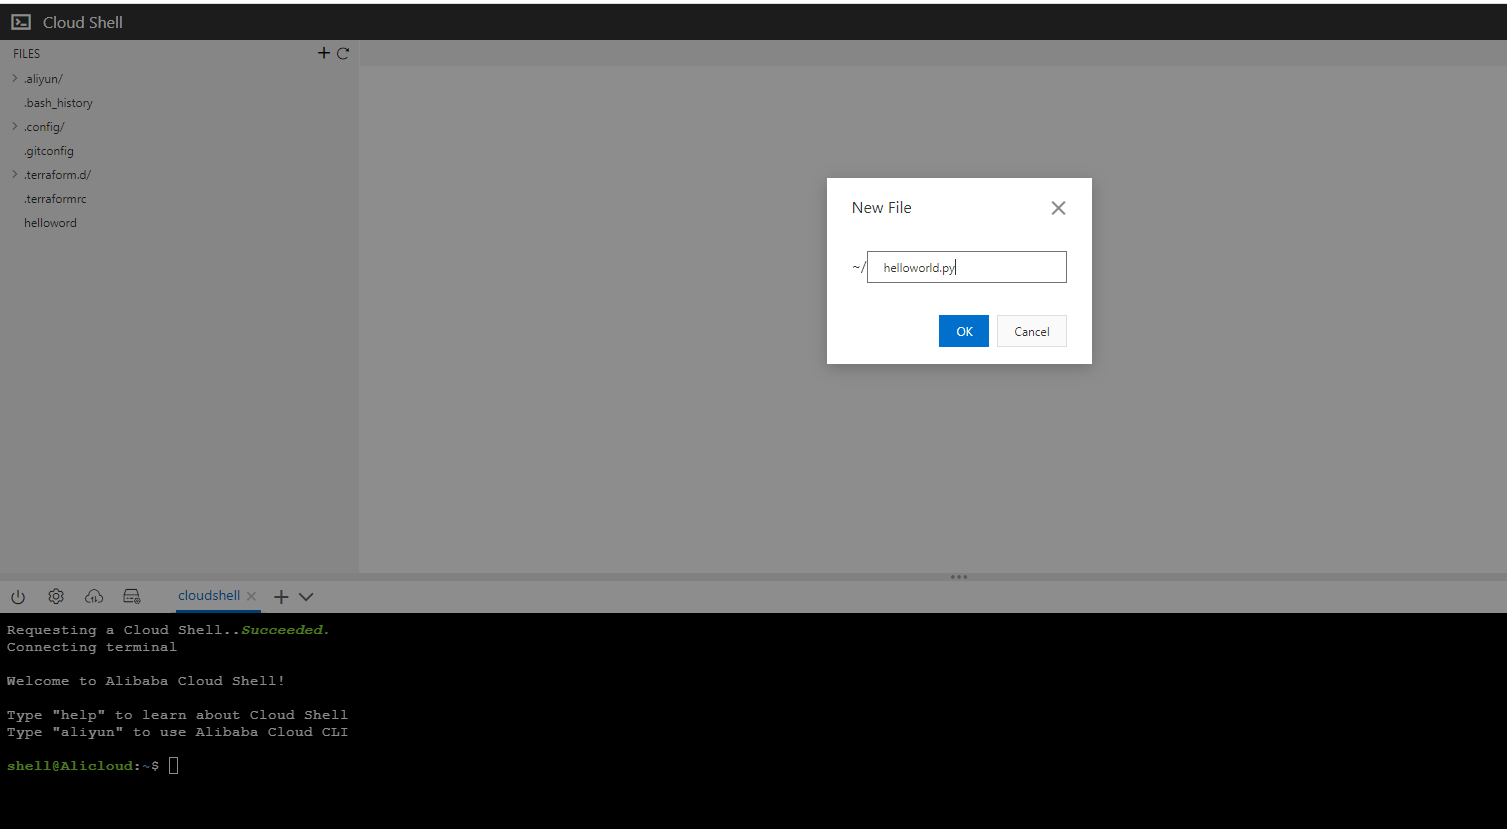 Cloud Shell
FILES
.aliyun/
.bash_history
.config/
.gitconfig
.terraform.d/
.terraformrc
helloword
New File
~/ helloworld.py
OK Cancel
cloudshell
Requesting a Cloud Shell..Succeeded.
Connecting terminal
Welcome to Alibaba Cloud Shell!
Type "help" to learn about Cloud Shell
Type "aliyun" to use Alibaba Cloud CLI
shell@Alicloud:~$